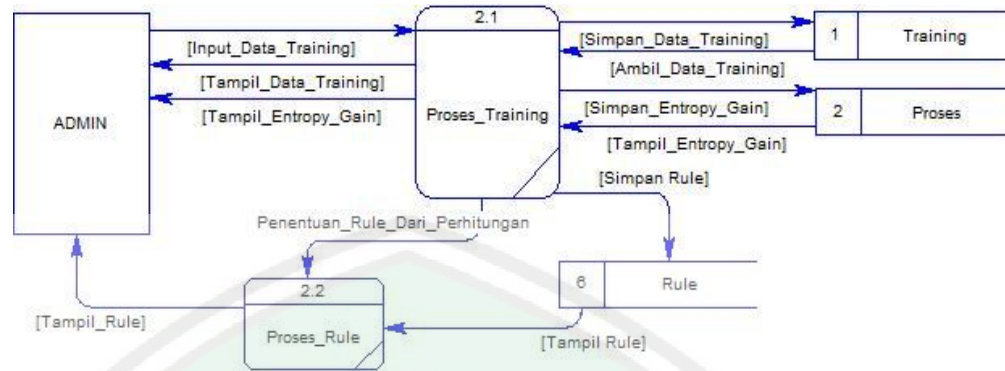 2.1
[Input_Data_Training]
[Simpan_Data_Training]
1 Training
[Tampil_Data_Training]
[Ambil_Data_Training]
ADMIN
[Tampil_Entropy_Gain]
Proses_Training
[Simpan_Entropy_Gain]
2 Proses
[Tampil_Entropy_Gain]
[Simpan Rule]
Penentuan_Rule_Dari_Perhitungan
6 Rule
2.2
[Tampil_Rule]
Proses_Rule
[Tampil Rule]